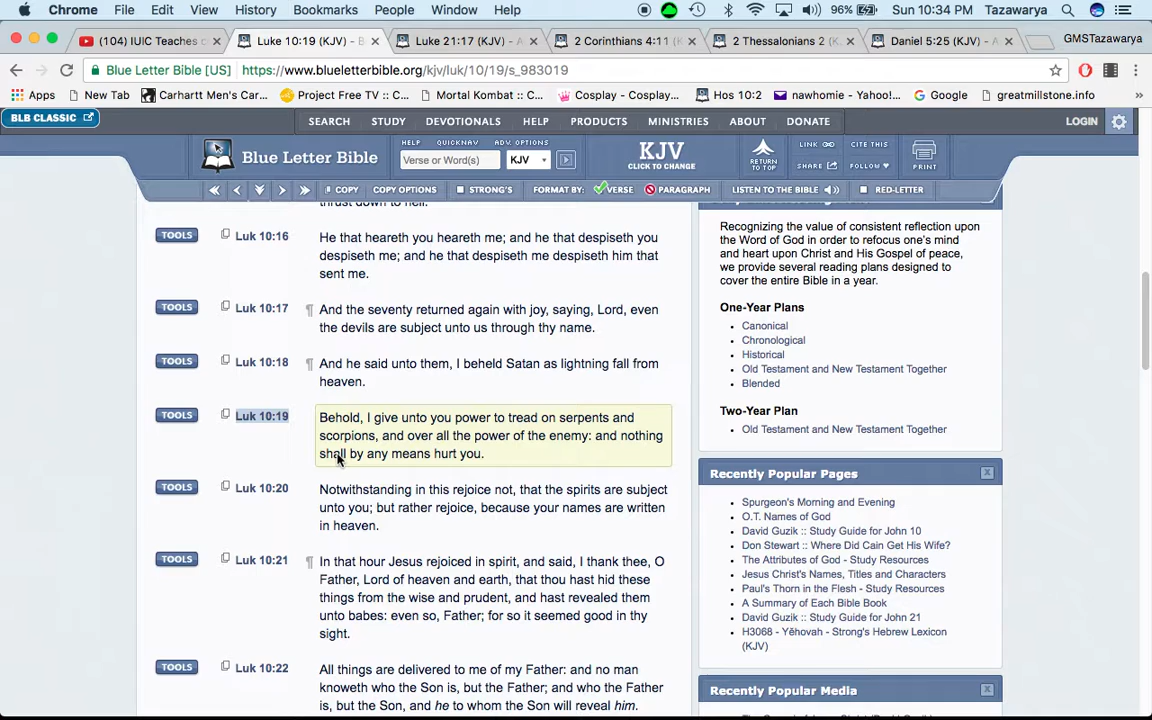 Chrome File Edit View History Bookmarks People Window Help 96% Sun 10:34 PM Tazawarya
(104) IUIC Teaches c Luke 10:19 (KJV) - B Luke 21:17 (KJV) - A 2 Corinthians 4:11 ( 2 Thessalonians 2 (K Daniel 5:25 (KJV) - A GMSTazawarya
Blue Letter Bible [US] https://www.blueletterbible.org/kjv/luk/10/19/s_983019
Apps New Tab Carhartt Men's Car... Project Free TV :: C... Mortal Kombat :: C... Cosplay - Cosplay C... Hos 10:2 nawhomie - Yahoo!... Google greatmillstone.info »
BLB CLASSIC SEARCH STUDY DEVOTIONALS HELP PRODUCTS MINISTRIES ABOUT DONATE LOGIN
HELP QUICKNAV ADV. OPTIONS
Blue Letter Bible Verse or Word(s) KJV
KJV
CLICK TO CHANGE
RETURN
TO TOP
LINK CITE THIS
SHARE FOLLOW
PRINT
COPY COPY OPTIONS STRONG'S FORMAT BY: VERSE PARAGRAPH LISTEN TO THE BIBLE RED-LETTER
thrust down to hell.
TOOLS Luk 10:16 He that heareth you heareth me; and he that despiseth you
despiseth me; and he that despiseth me despiseth him that
sent me.
TOOLS Luk 10:17 ¶ And the seventy returned again with joy, saying, Lord, even
the devils are subject unto us through thy name.
TOOLS Luk 10:18 ¶ And he said unto them, I beheld Satan as lightning fall from
heaven.
TOOLS Luk 10:19 Behold, I give unto you power to tread on serpents and
scorpions, and over all the power of the enemy: and nothing
shall by any means hurt you.
TOOLS Luk 10:20 Notwithstanding in this rejoice not, that the spirits are subject
unto you; but rather rejoice, because your names are written
in heaven.
TOOLS Luk 10:21 ¶ In that hour Jesus rejoiced in spirit, and said, I thank thee, O
Father, Lord of heaven and earth, that thou hast hid these
things from the wise and prudent, and hast revealed them
unto babes: even so, Father; for so it seemed good in thy
sight.
TOOLS Luk 10:22 All things are delivered to me of my Father: and no man
knoweth who the Son is, but the Father; and who the Father
is, but the Son, and he to whom the Son will reveal him.
Recognizing the value of consistent reflection upon
the Word of God in order to refocus one's mind
and heart upon Christ and His Gospel of peace,
we provide several reading plans designed to
cover the entire Bible in a year.
One-Year Plans
• Canonical
• Chronological
• Historical
• Old Testament and New Testament Together
• Blended
Two-Year Plan
• Old Testament and New Testament Together
Recently Popular Pages
• Spurgeon's Morning and Evening
• O.T. Names of God
• David Guzik :: Study Guide for John 10
• Don Stewart :: Where Did Cain Get His Wife?
• The Attributes of God - Study Resources
• Jesus Christ's Names, Titles and Characters
• Paul's Thorn in the Flesh - Study Resources
• A Summary of Each Bible Book
• David Guzik :: Study Guide for John 21
• H3068 - Yĕhovah - Strong's Hebrew Lexicon
(KJV)
Recently Popular Media